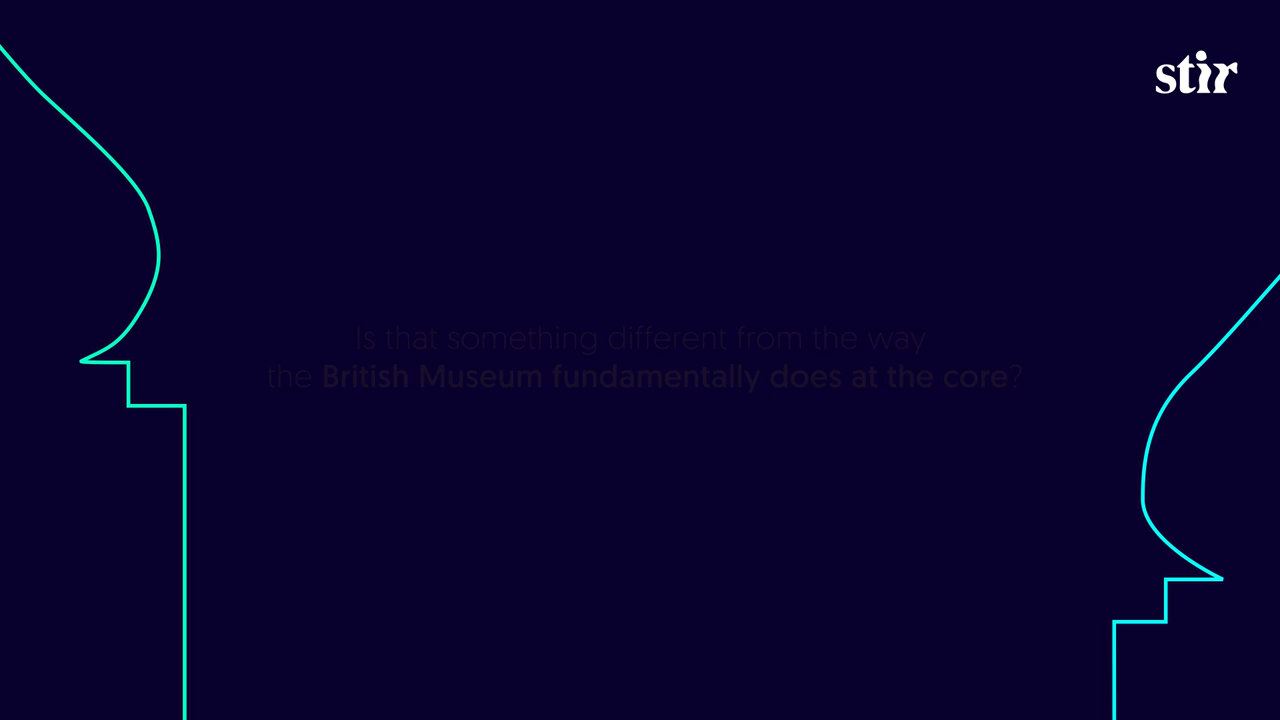 stir
Is that something different from the way
the British Museum fundamentally does at the core?